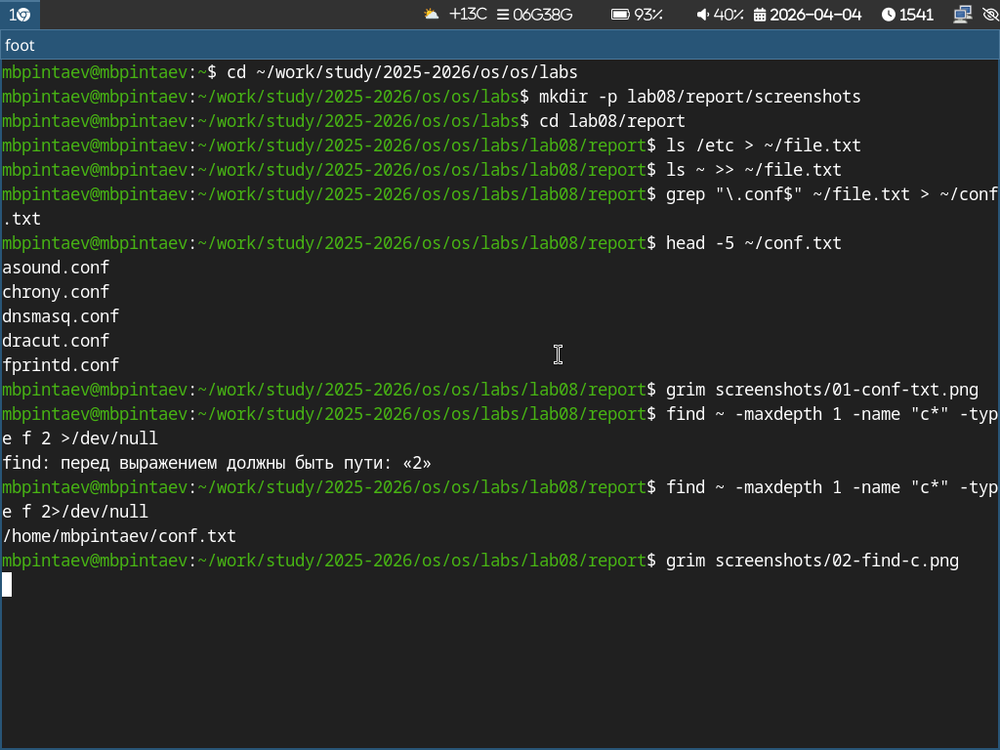 1
+13C 06G38G 93% 40% 2026-04-04 1541
foot
mbpintaev@mbpintaev:~$ cd ~/work/study/2025-2026/os/os/labs
mbpintaev@mbpintaev:~/work/study/2025-2026/os/os/labs$ mkdir -p lab08/report/screenshots
mbpintaev@mbpintaev:~/work/study/2025-2026/os/os/labs$ cd lab08/report
mbpintaev@mbpintaev:~/work/study/2025-2026/os/os/labs/lab08/report$ ls /etc > ~/file.txt
mbpintaev@mbpintaev:~/work/study/2025-2026/os/os/labs/lab08/report$ ls ~ >> ~/file.txt
mbpintaev@mbpintaev:~/work/study/2025-2026/os/os/labs/lab08/report$ grep "\.conf$" ~/file.txt > ~/conf
.txt
mbpintaev@mbpintaev:~/work/study/2025-2026/os/os/labs/lab08/report$ head -5 ~/conf.txt
asound.conf
chrony.conf
dnsmasq.conf
dracut.conf
fprintd.conf
mbpintaev@mbpintaev:~/work/study/2025-2026/os/os/labs/lab08/report$ grim screenshots/01-conf-txt.png
mbpintaev@mbpintaev:~/work/study/2025-2026/os/os/labs/lab08/report$ find ~ -maxdepth 1 -name "c*" -typ
e f 2 >/dev/null
find: перед выражением должны быть пути: «2»
mbpintaev@mbpintaev:~/work/study/2025-2026/os/os/labs/lab08/report$ find ~ -maxdepth 1 -name "c*" -typ
e f 2>/dev/null
/home/mbpintaev/conf.txt
mbpintaev@mbpintaev:~/work/study/2025-2026/os/os/labs/lab08/report$ grim screenshots/02-find-c.png